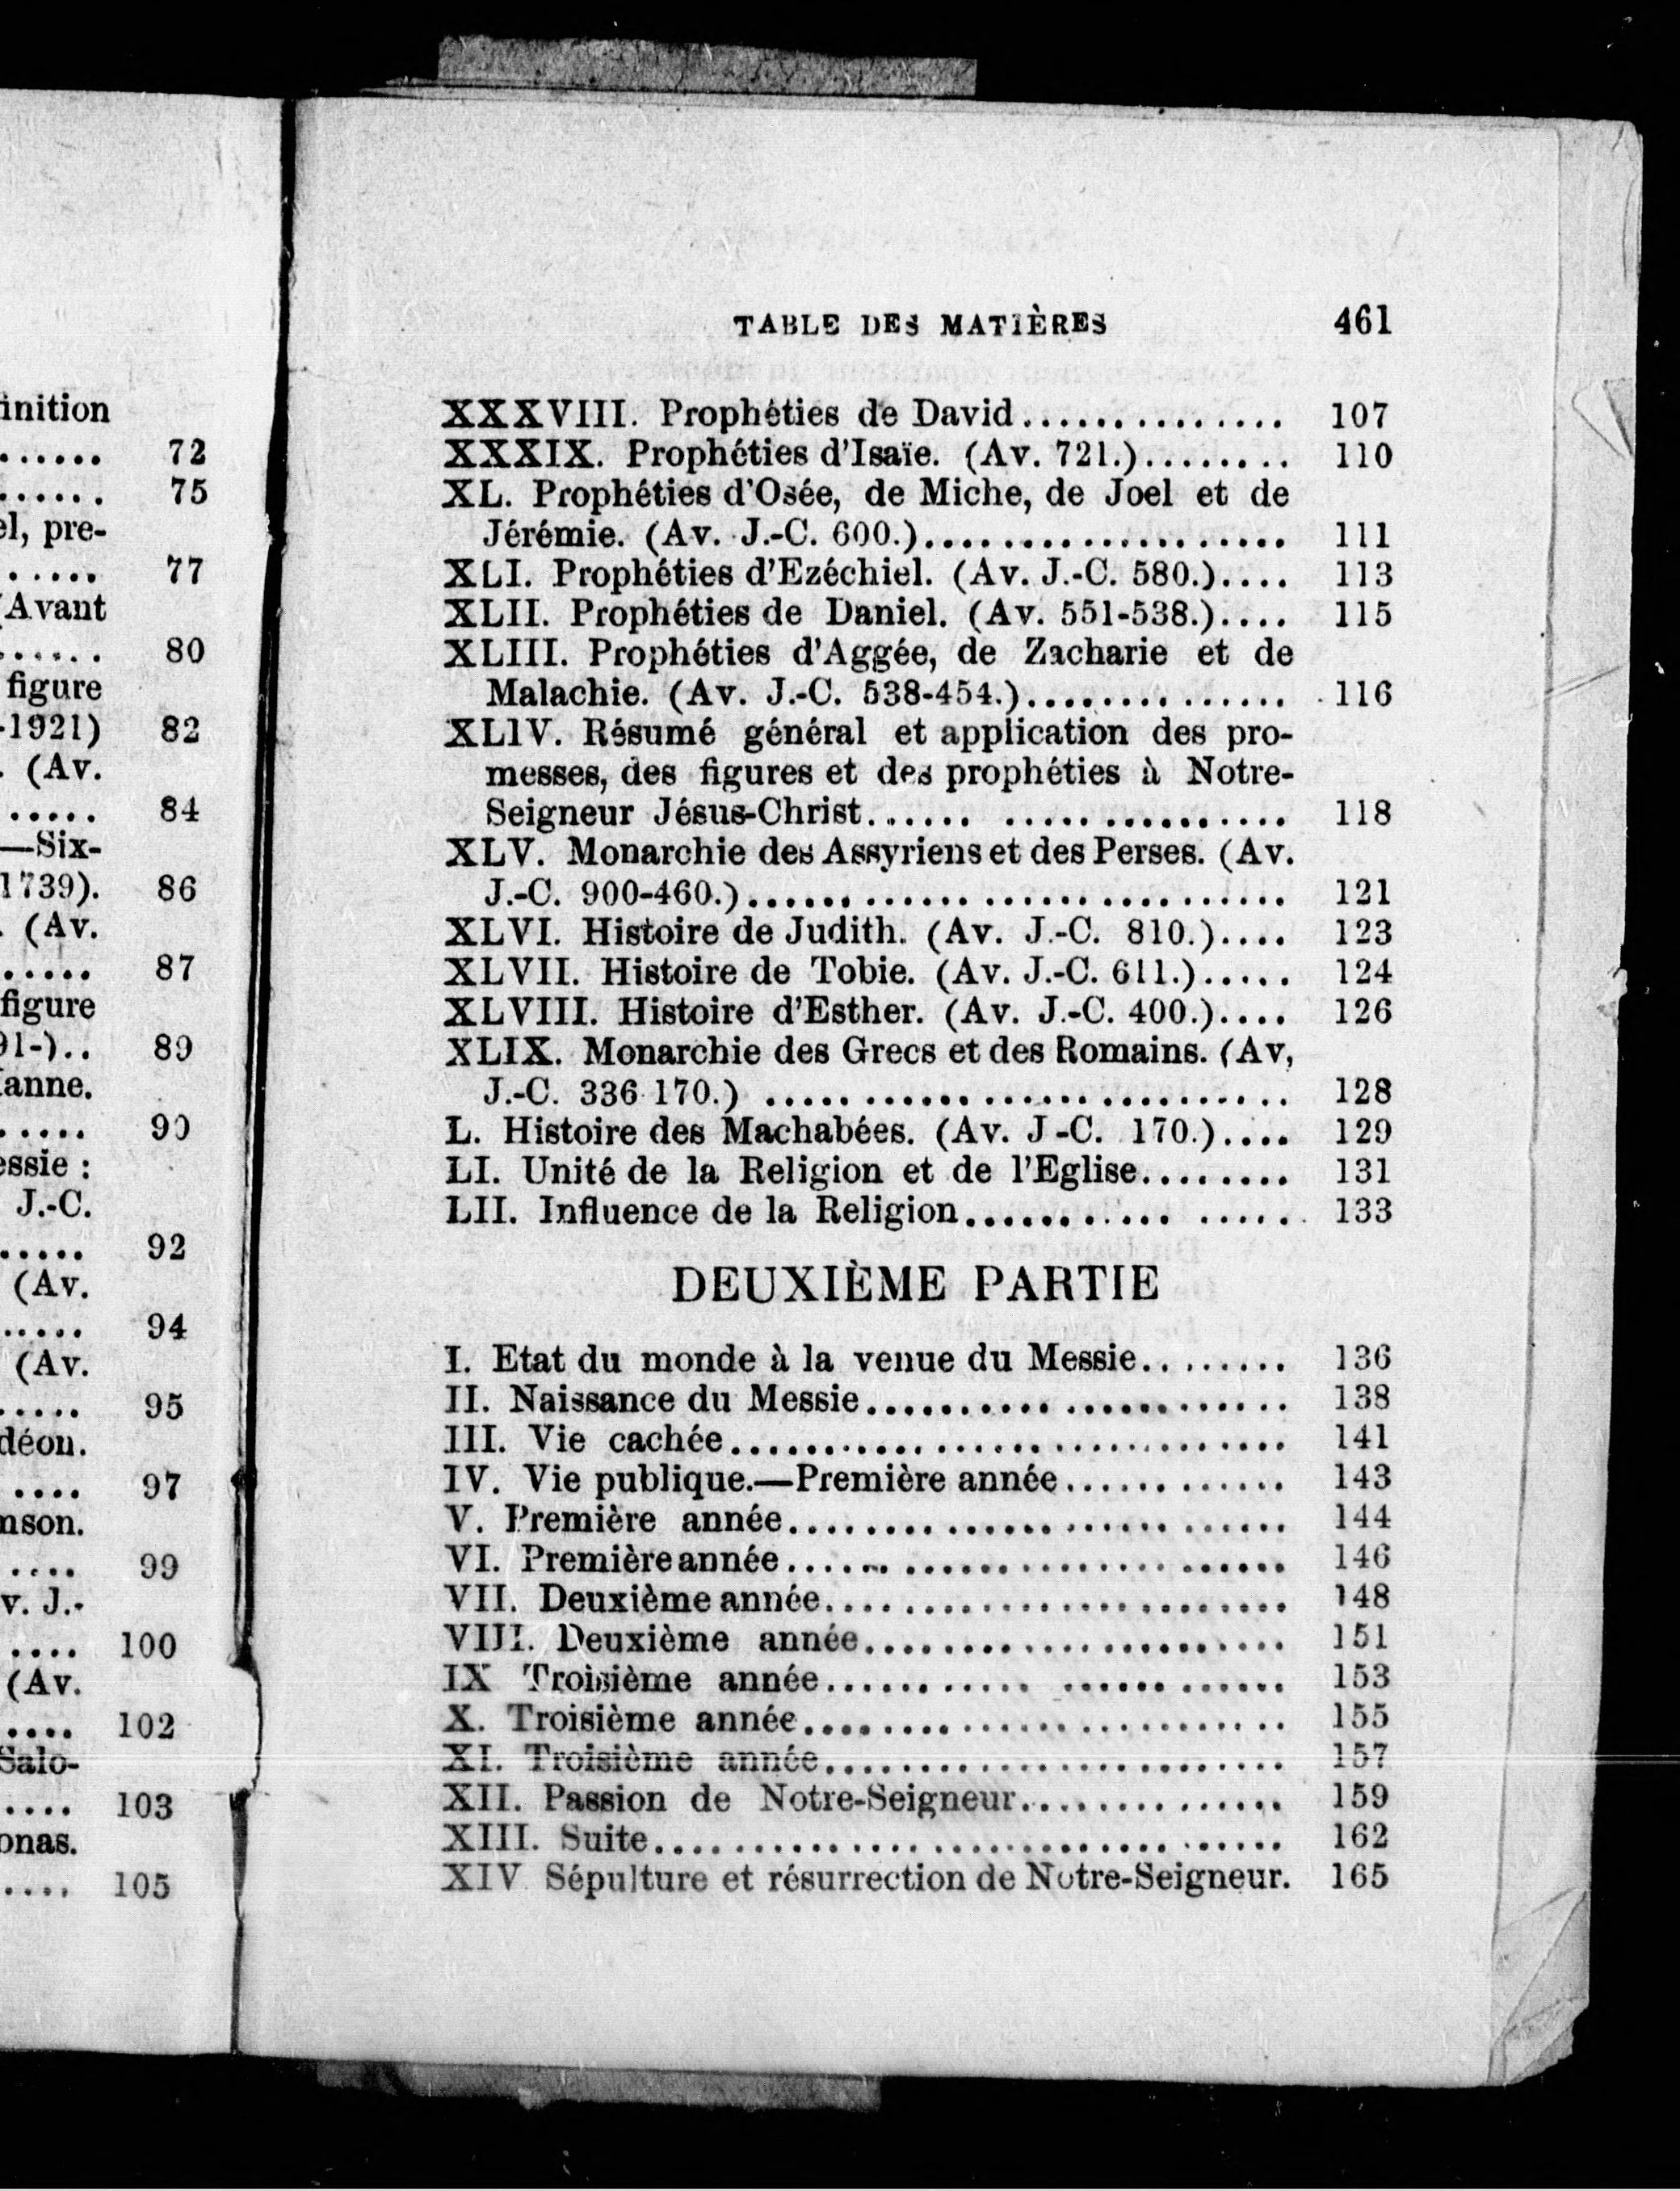 inition
...... 72
...... 75
el, pre-
..... 77
(Avant
...... 80
figure
-1921) 82
. (Av.
..... 84
—Six-
1739). 86
. (Av.
..... 87
figure
91-).. 89
anne.
..... 90
essie :
J.-C.
..... 92
(Av.
..... 94
(Av.
..... 95
déon.
.... 97
nson.
.... 99
v. J.-
.... 100
(Av.
.... 102
Salo-
.... 103
onas.
.... 105
TABLE DES MATIÈRES 461
XXXVIII. Prophéties de David............... 107
XXXIX. Prophéties d'Isaïe. (Av. 721.)........ 110
XL. Prophéties d'Osée, de Miche, de Joel et de
Jérémie. (Av. J.-C. 600.)................... 111
XLI. Prophéties d'Ezéchiel. (Av. J.-C. 580.).... 113
XLII. Prophéties de Daniel. (Av. 551-538.).... 115
XLIII. Prophéties d'Aggée, de Zacharie et de
Malachie. (Av. J.-C. 538-454.).............. 116
XLIV. Résumé général et application des pro-
messes, des figures et des prophéties à Notre-
Seigneur Jésus-Christ...... ............... 118
XLV. Monarchie des Assyriens et des Perses. (Av.
J.-C. 900-460.)............................ 121
XLVI. Histoire de Judith. (Av. J.-C. 810.).... 123
XLVII. Histoire de Tobie. (Av. J.-C. 611.)..... 124
XLVIII. Histoire d'Esther. (Av. J.-C. 400.).... 126
XLIX. Monarchie des Grecs et des Romains. (Av,
J.-C. 336 170.) ........................... 128
L. Histoire des Machabées. (Av. J -C. 170.).... 129
LI. Unité de la Religion et de l'Eglise........ 131
LII. Influence de la Religion........... ...... 133
DEUXIÈME PARTIE
I. Etat du monde à la venue du Messie........ 136
II. Naissance du Messie...................... 138
III. Vie cachée............................. 141
IV. Vie publique.—Première année............ 143
V. Première année.......................... 144
VI. Première année.......................... 146
VII. Deuxième année........................ 148
VIII. Deuxième année...................... 151
IX Troisième année........... ............ 153
X. Troisième année......................... 155
XI. Troisième année........................ 157
XII. Passion de Notre-Seigneur.............. 159
XIII. Suite................................. 162
XIV Sépulture et résurrection de Notre-Seigneur. 165